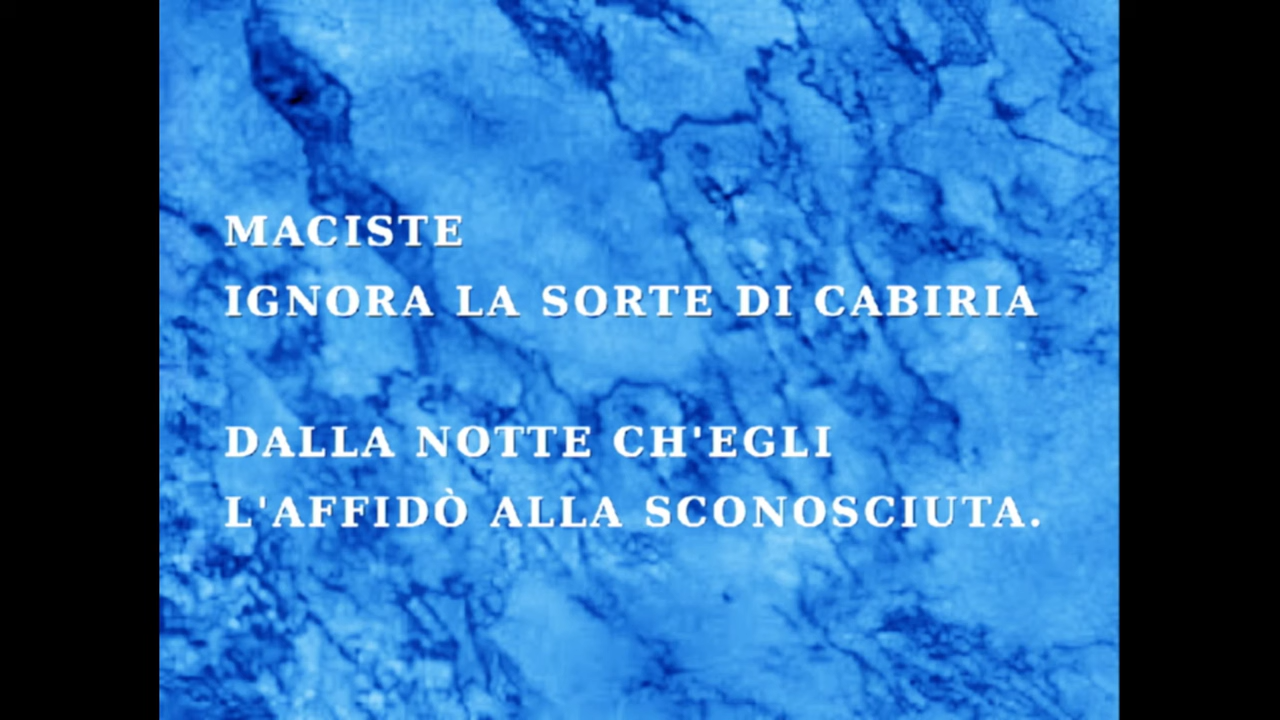 MACISTE
IGNORA LA SORTE DI CABIRIA
DALLA NOTTE CH'EGLI
L'AFFIDÒ ALLA SCONOSCIUTA.